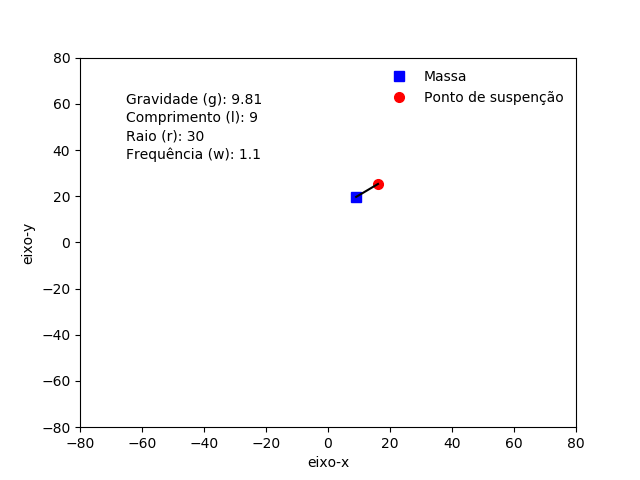 Massa
Ponto de suspenção
Gravidade (g): 9.81
Comprimento (l): 9
Raio (r): 30
Frequência (w): 1.1
80
60
40
20
0
−20
−40
−60
−80
eixo-y
−80 −60 −40 −20 0 20 40 60 80
eixo-x